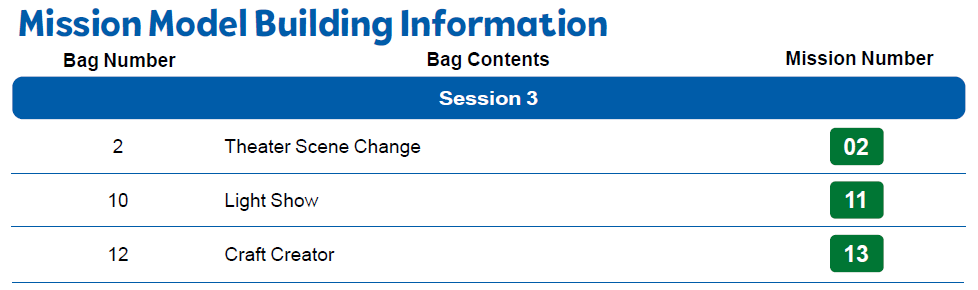 Mission Model Building Information
Bag Number Bag Contents Mission Number
Session 3
2 Theater Scene Change 02
10 Light Show 11
12 Craft Creator 13